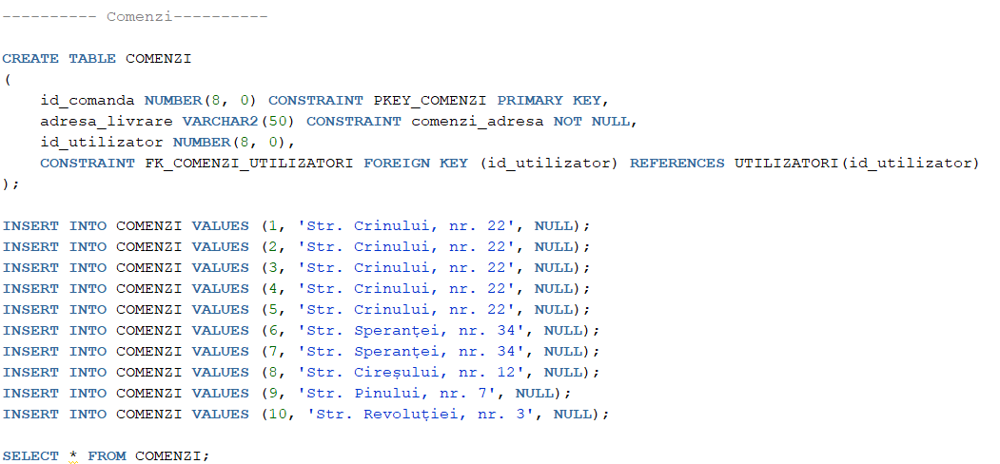 ---------- Comenzi----------
CREATE TABLE COMENZI
(
    id_comanda NUMBER(8, 0) CONSTRAINT PKEY_COMENZI PRIMARY KEY,
    adresa_livrare VARCHAR2(50) CONSTRAINT comenzi_adresa NOT NULL,
    id_utilizator NUMBER(8, 0),
    CONSTRAINT FK_COMENZI_UTILIZATORI FOREIGN KEY (id_utilizator) REFERENCES UTILIZATORI(id_utilizator)
);
INSERT INTO COMENZI VALUES (1, 'Str. Crinului, nr. 22', NULL);
INSERT INTO COMENZI VALUES (2, 'Str. Crinului, nr. 22', NULL);
INSERT INTO COMENZI VALUES (3, 'Str. Crinului, nr. 22', NULL);
INSERT INTO COMENZI VALUES (4, 'Str. Crinului, nr. 22', NULL);
INSERT INTO COMENZI VALUES (5, 'Str. Crinului, nr. 22', NULL);
INSERT INTO COMENZI VALUES (6, 'Str. Speranței, nr. 34', NULL);
INSERT INTO COMENZI VALUES (7, 'Str. Speranței, nr. 34', NULL);
INSERT INTO COMENZI VALUES (8, 'Str. Cireșului, nr. 12', NULL);
INSERT INTO COMENZI VALUES (9, 'Str. Pinului, nr. 7', NULL);
INSERT INTO COMENZI VALUES (10, 'Str. Revoluției, nr. 3', NULL);
SELECT * FROM COMENZI;